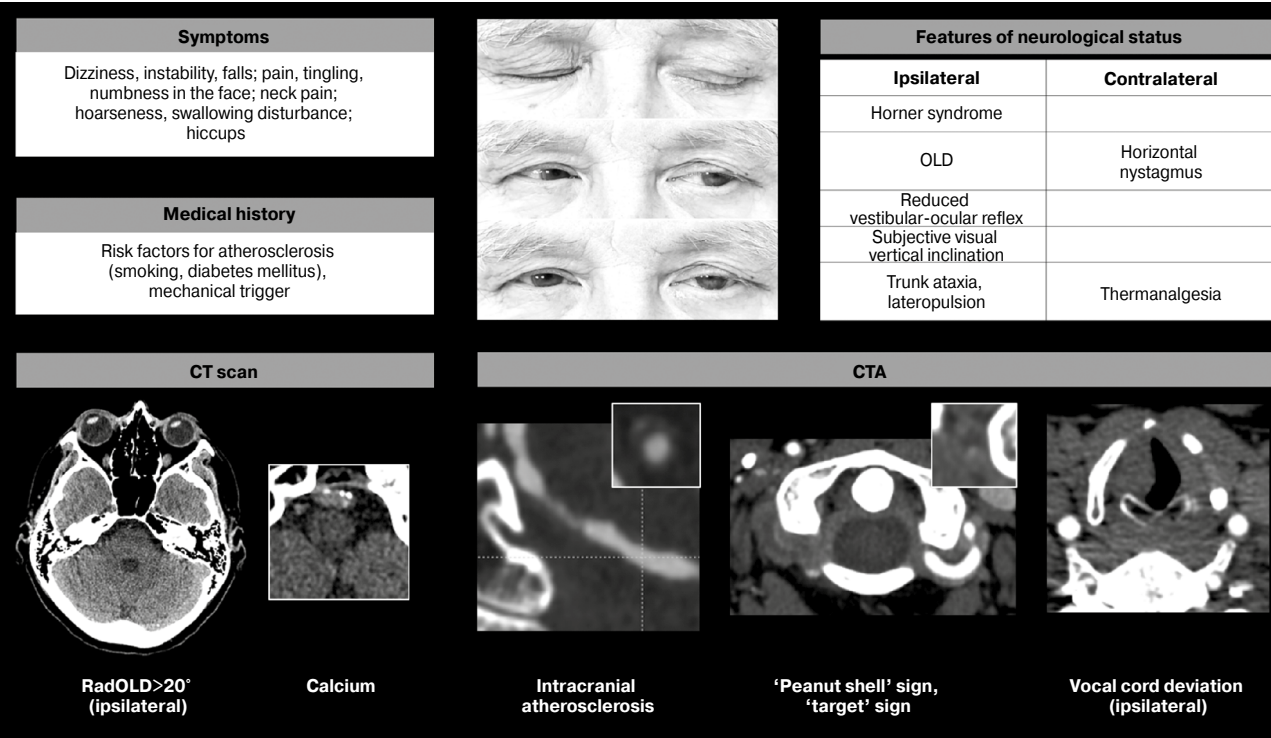 Symptoms
Dizziness, instability, falls; pain, tingling,
numbness in the face; neck pain;
hoarseness, swallowing disturbance;
hiccups
Medical history
Risk factors for atherosclerosis
(smoking, diabetes mellitus),
mechanical trigger
Features of neurological status
Ipsilateral Contralateral
Horner syndrome
OLD Horizontal
nystagmus
Reduced
vestibular-ocular reflex
Subjective visual
vertical inclination
Trunk ataxia,
lateropulsion Thermanalgesia
CT scan
RadOLD>20°
(ipsilateral)
Calcium
CTA
Intracranial
atherosclerosis
‘Peanut shell’ sign,
‘target’ sign
Vocal cord deviation
(ipsilateral)